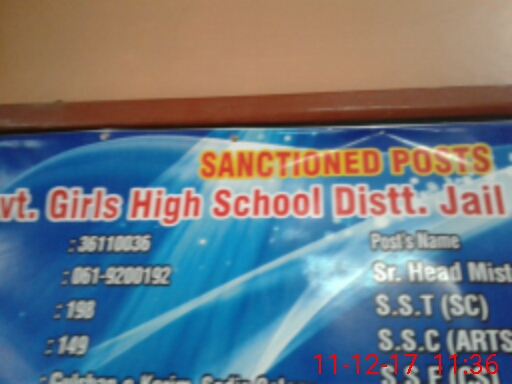 SANCTIONED POSTS
vt. Girls High School Distt. Jail
: 36110036 Post's Name
: 061-9200192 Sr. Head Mist
: 198 S.S.T (SC)
: 149 S.S.C (ARTS
11-12-17 11:36